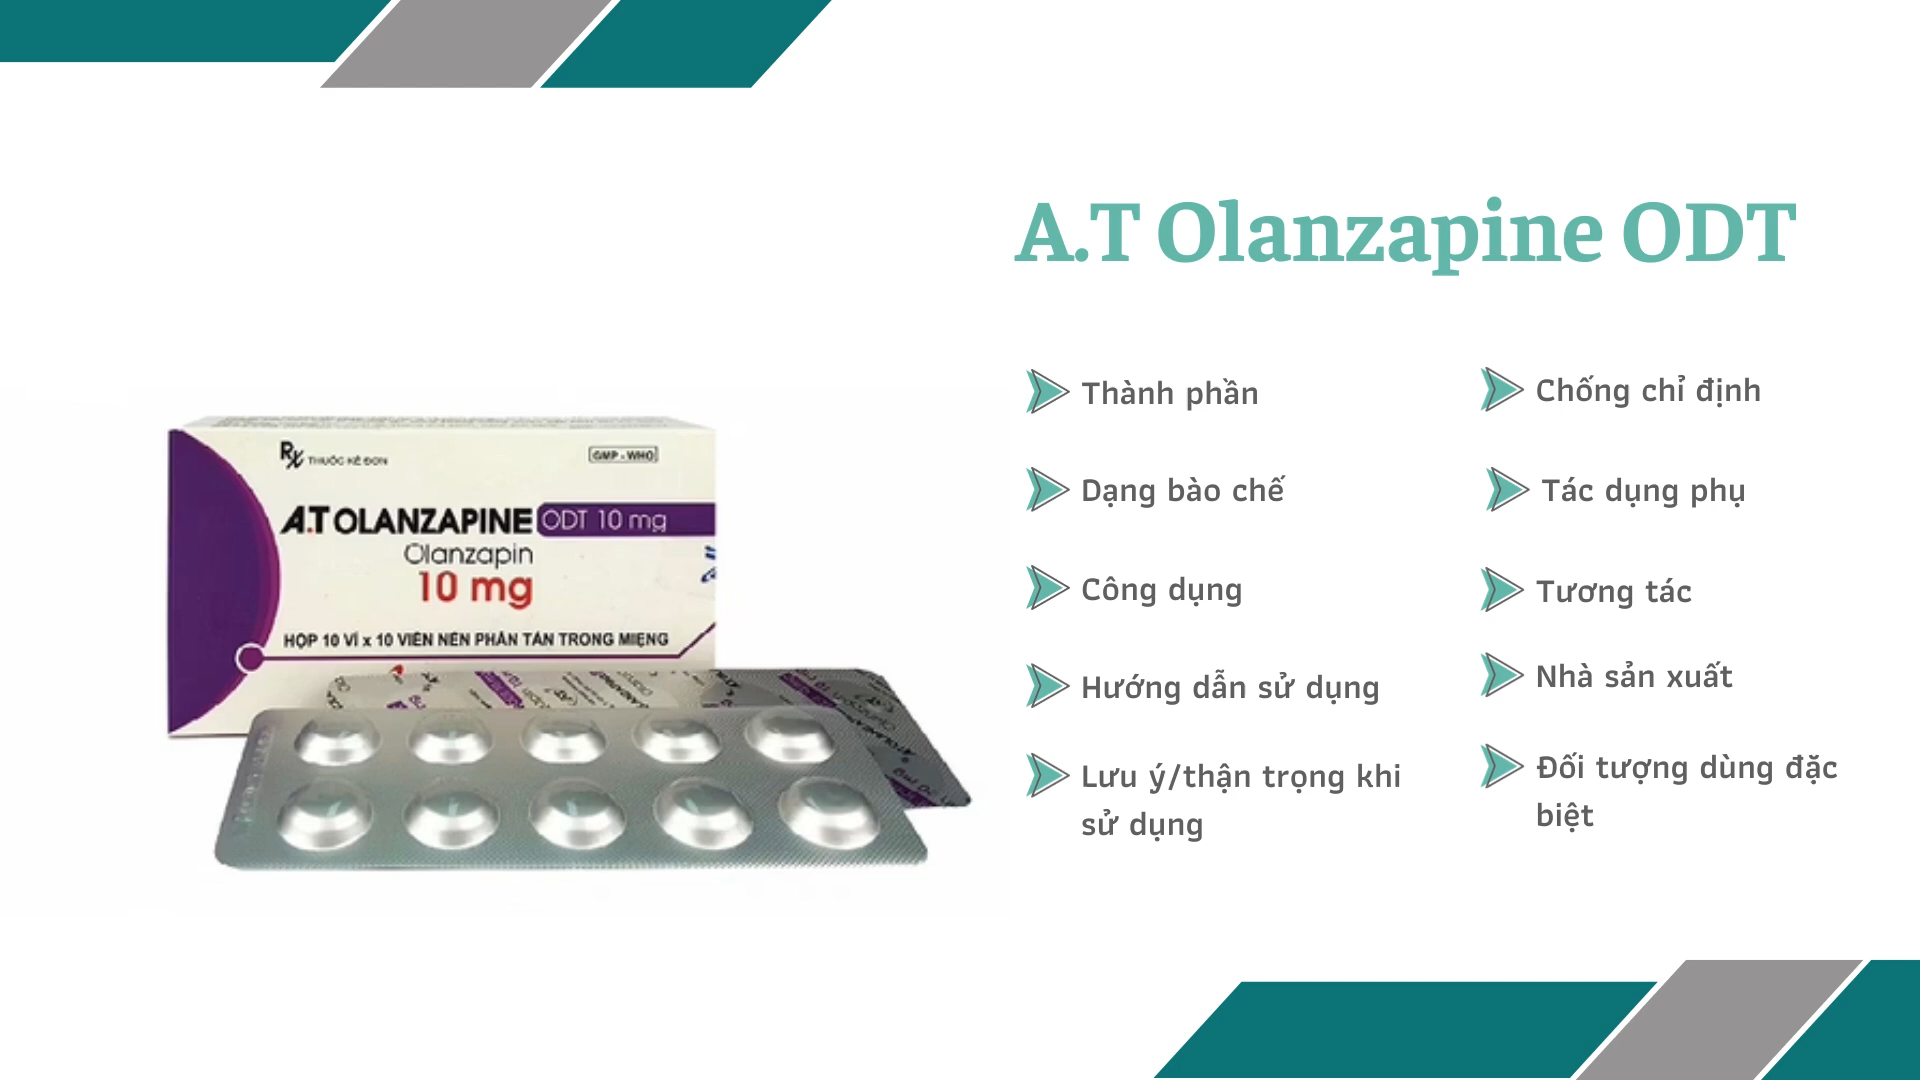 A.T Olanzapine ODT
Thành phần
Dạng bào chế
Công dụng
Hướng dẫn sử dụng
Lưu ý/thận trọng khi
sử dụng
Chống chỉ định
Tác dụng phụ
Tương tác
Nhà sản xuất
Đối tượng dùng đặc
biệt
Rx THUỐC KÊ ĐƠN
GMP - WHO
A.T OLANZAPINE ODT 10 mg
Olanzapin
10 mg
HỘP 10 VỈ x 10 VIÊN NÉN PHÂN TÁN TRONG MIỆNG